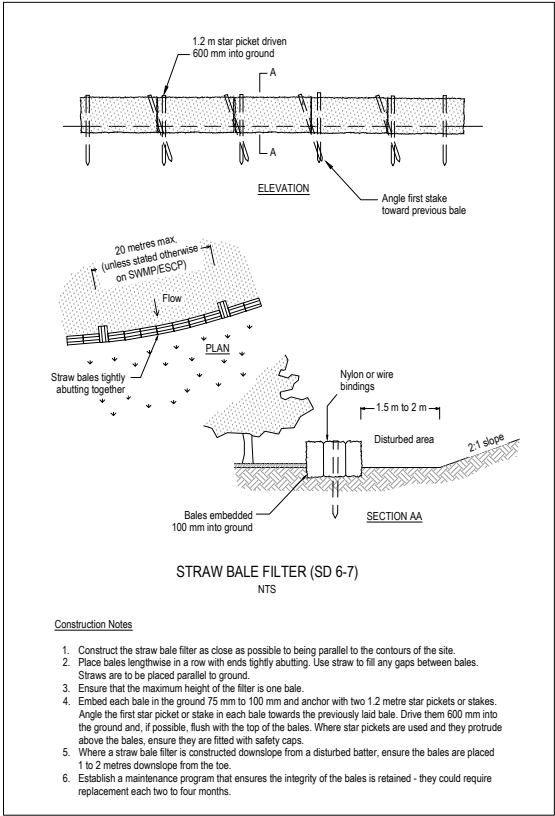 1.2 m star picket driven
600 mm into ground
A
A
ELEVATION
Angle first stake
toward previous bale
20 metres max.
(unless stated otherwise
on SWMP/ESCP)
Flow
PLAN
Straw bales tightly
abutting together
Nylon or wire
bindings
1.5 m to 2 m
Disturbed area
2:1 slope
Bales embedded
100 mm into ground
SECTION AA
STRAW BALE FILTER (SD 6-7)
NTS
Construction Notes
1. Construct the straw bale filter as close as possible to being parallel to the contours of the site.
2. Place bales lengthwise in a row with ends tightly abutting. Use straw to fill any gaps between bales.
Straws are to be placed parallel to ground.
3. Ensure that the maximum height of the filter is one bale.
4. Embed each bale in the ground 75 mm to 100 mm and anchor with two 1.2 metre star pickets or stakes.
Angle the first star picket or stake in each bale towards the previously laid bale. Drive them 600 mm into
the ground and, if possible, flush with the top of the bales. Where star pickets are used and they protrude
above the bales, ensure they are fitted with safety caps.
5. Where a straw bale filter is constructed downslope from a disturbed batter, ensure the bales are placed
1 to 2 metres downslope from the toe.
6. Establish a maintenance program that ensures the integrity of the bales is retained - they could require
replacement each two to four months.